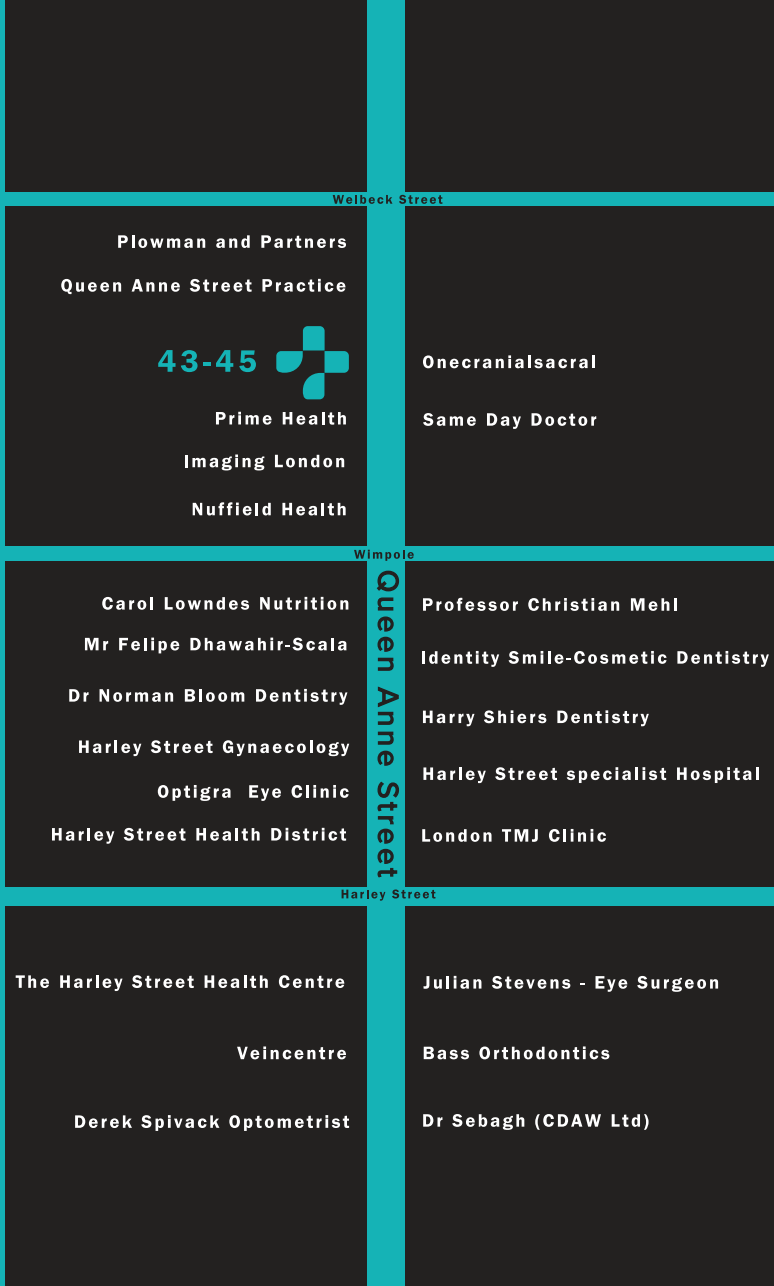 Welbeck Street
Plowman and Partners
Queen Anne Street Practice
43-45
Prime Health
Imaging London
Nuffield Health
Onecranialsacral
Same Day Doctor
Wimpole
Queen Anne Street
Carol Lowndes Nutrition
Mr Felipe Dhawahir-Scala
Dr Norman Bloom Dentistry
Harley Street Gynaecology
Optigra  Eye Clinic
Harley Street Health District
Professor Christian Mehl
Identity Smile-Cosmetic Dentistry
Harry Shiers Dentistry
Harley Street specialist Hospital
London TMJ Clinic
Harley Street
The Harley Street Health Centre
Veincentre
Derek Spivack Optometrist
Julian Stevens - Eye Surgeon
Bass Orthodontics
Dr Sebagh (CDAW Ltd)